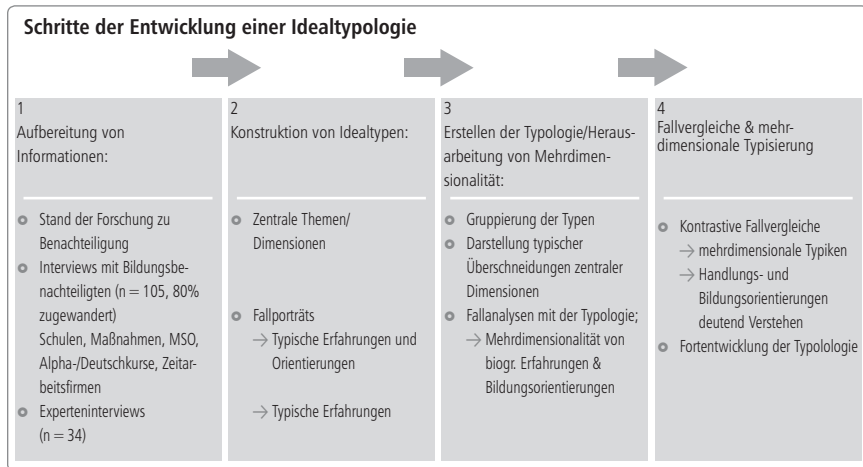 Schritte der Entwicklung einer Idealtypologie
1
Aufbereitung von
Informationen:
Stand der Forschung zu
Benachteiligung
Interviews mit Bildungsbe-
nachteiligten (n = 105, 80%
zugewandert)
Schulen, Maßnahmen, MSO,
Alpha-/Deutschkurse, Zeitar-
beitsfirmen
Experteninterviews
(n = 34)
2
Konstruktion von Idealtypen:
Zentrale Themen/
Dimensionen
Fallporträts
→ Typische Erfahrungen und
Orientierungen
→ Typische Erfahrungen
3
Erstellen der Typologie/Heraus-
arbeitung von Mehrdimen-
sionalität:
Gruppierung der Typen
Darstellung typischer
Überschneidungen zentraler
Dimensionen
Fallanalysen mit der Typologie;
→ Mehrdimensionalität von
biogr. Erfahrungen &
Bildungsorientierungen
4
Fallvergleiche & mehr-
dimensionale Typisierung
Kontrastive Fallvergleiche
→ mehrdimensionale Typiken
→ Handlungs- und
Bildungsorientierungen
deutend Verstehen
Fortentwicklung der Typolologie